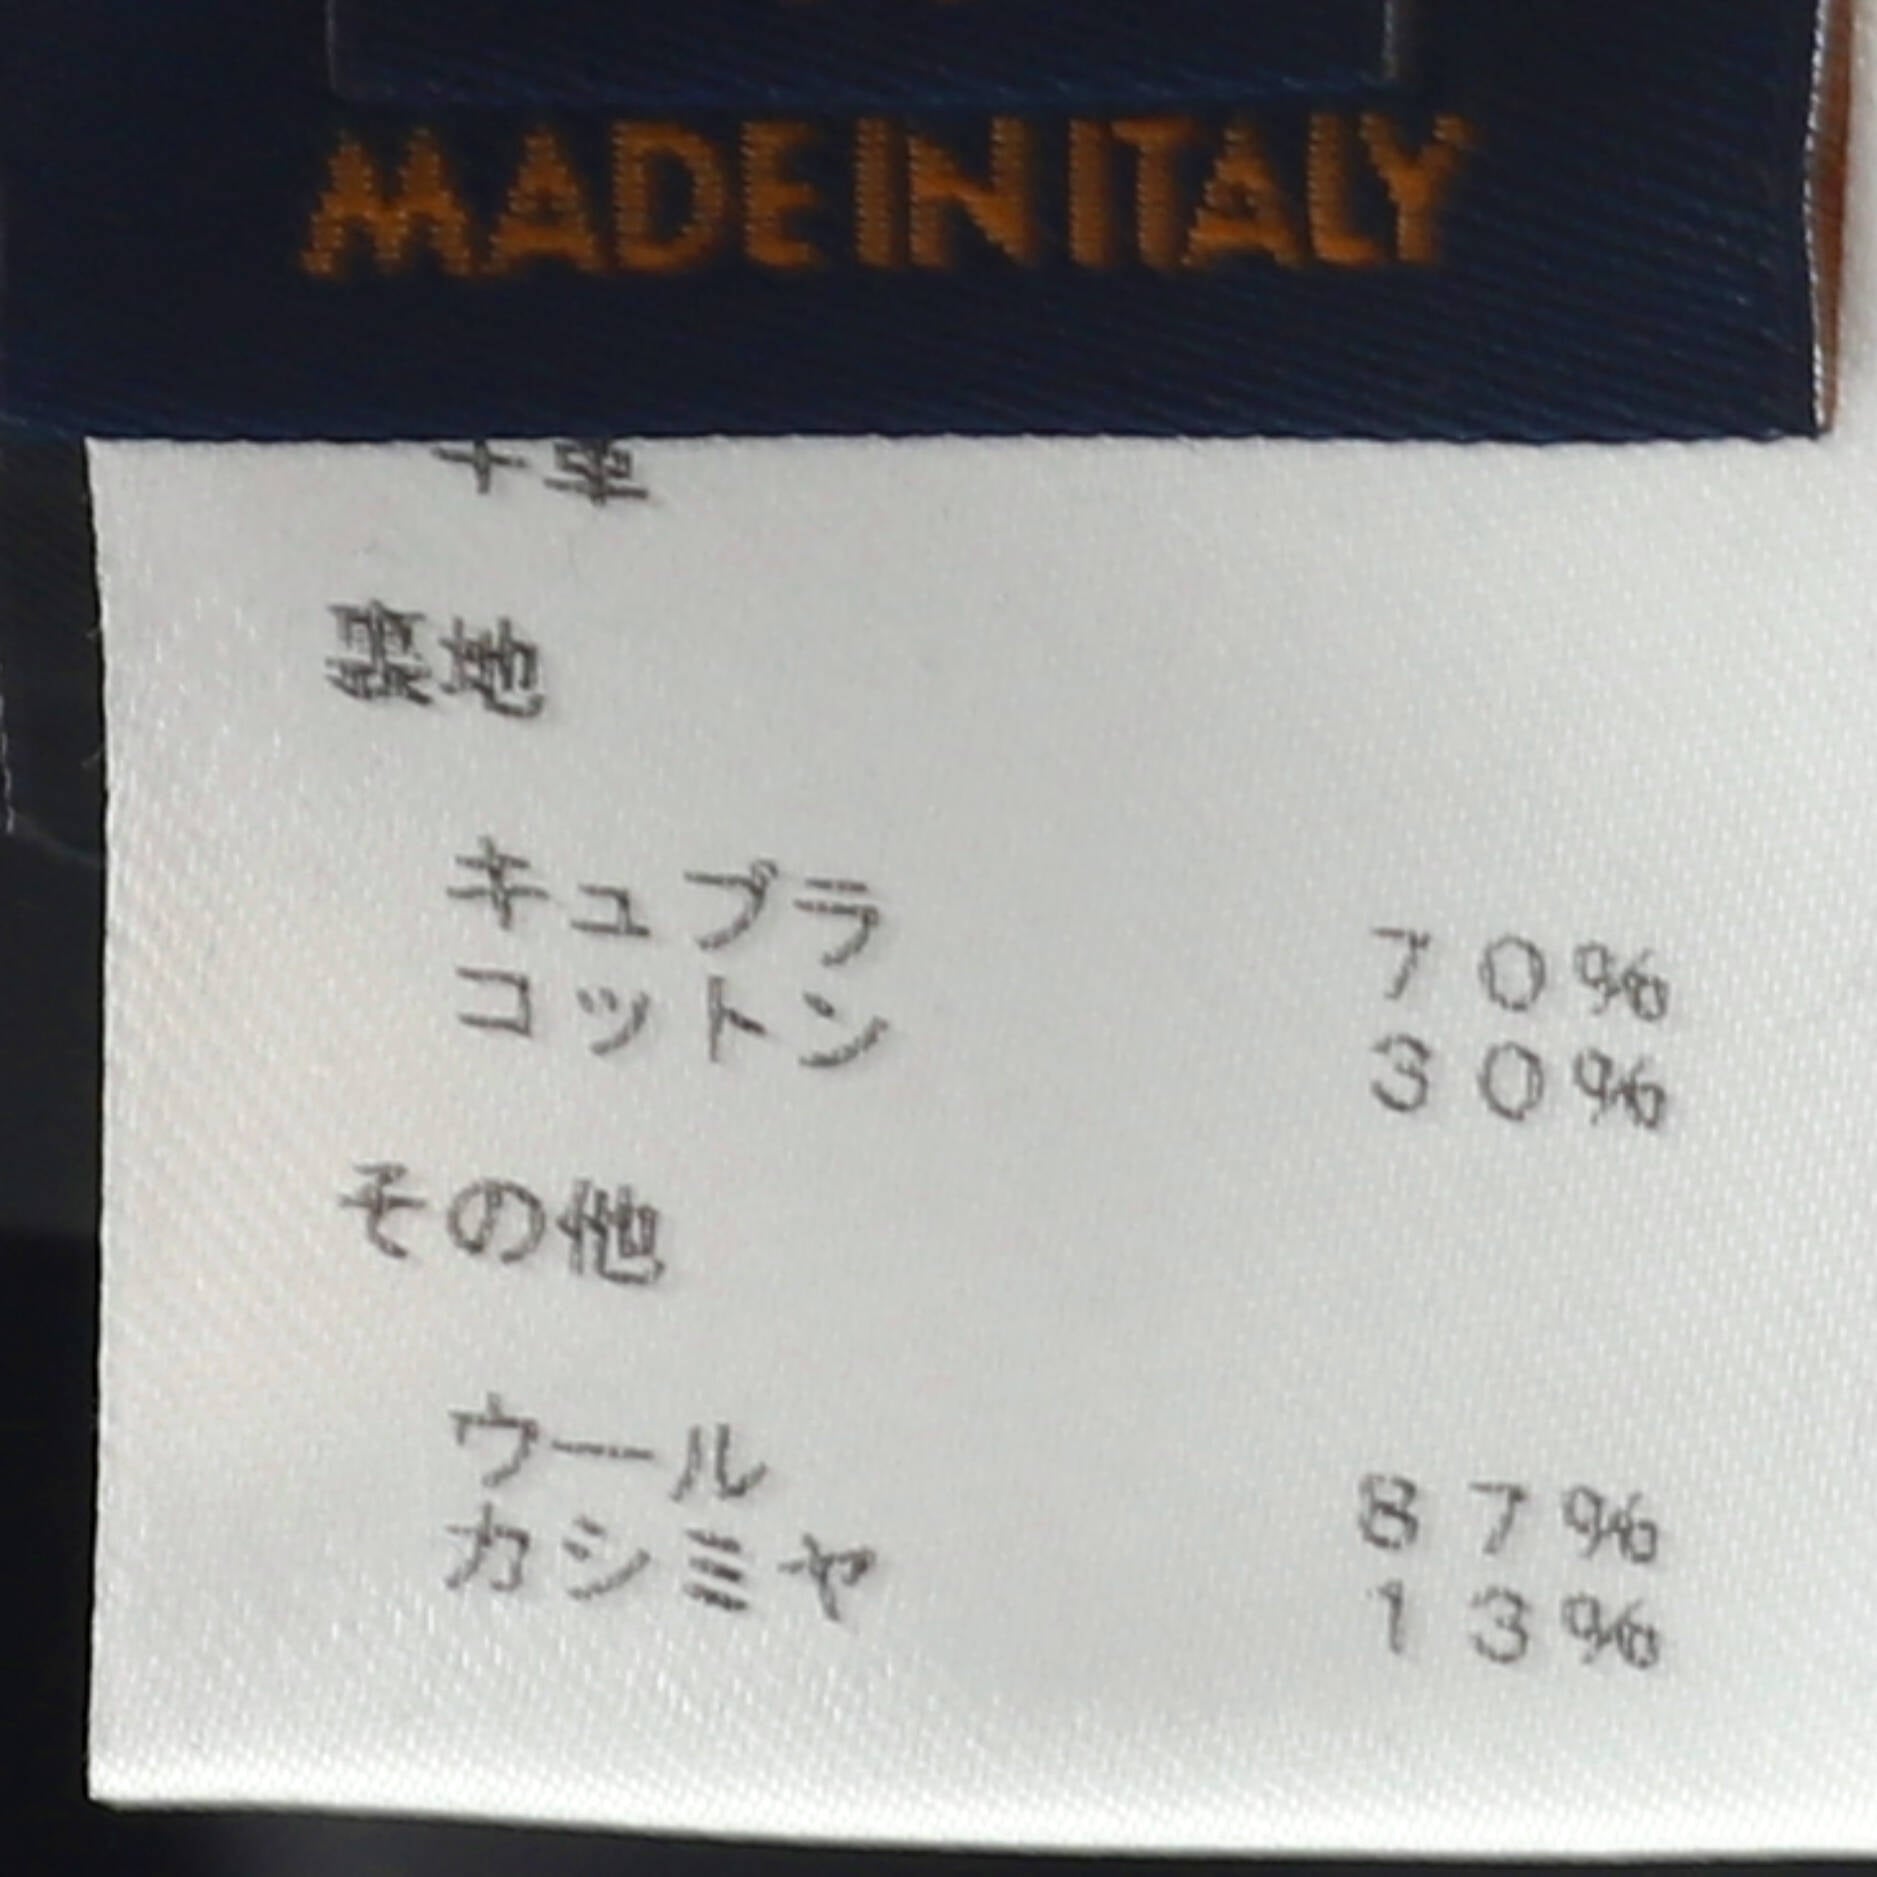 MADE IN ITALY
裏地
キュプラ 70%
コットン 30%
その他
ウール 87%
カシミヤ 13%